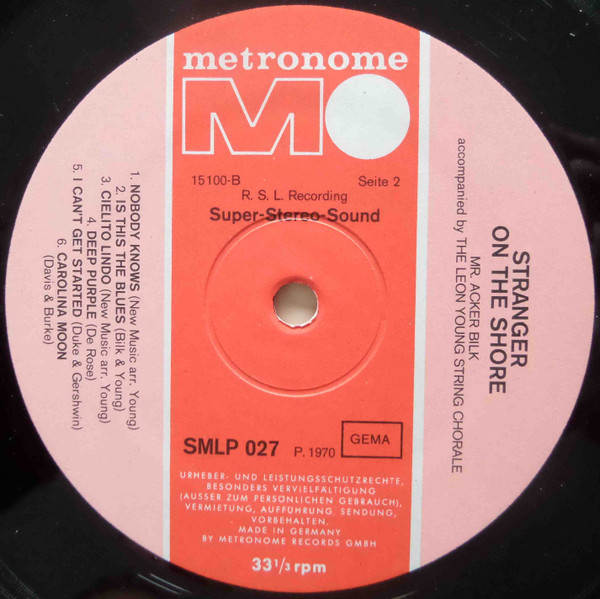 metronome
MO
15100-B
Seite 2
R. S. L. Recording
Super-Stereo-Sound
STRANGER
ON THE SHORE
MR. ACKER BILK
accompanied by THE LEON YOUNG STRING CHORALE
1. NOBODY KNOWS (New Music arr. Young)
2. IS THIS THE BLUES (Bilk & Young)
3. CIELITO LINDO (New Music arr. Young)
4. DEEP PURPLE (De Rose)
5. I CAN'T GET STARTED (Duke & Gershwin)
6. CAROLINA MOON
(Davis & Burke)
SMLP 027
P. 1970
GEMA
URHEBER- UND LEISTUNGSSCHUTZRECHTE,
BESONDERS VERVIELFÄLTIGUNG
(AUSSER ZUM PERSÖNLICHEN GEBRAUCH),
VERMIETUNG, AUFFÜHRUNG, SENDUNG,
VORBEHALTEN.
MADE IN GERMANY
BY METRONOME RECORDS GMBH
33 1/3 rpm